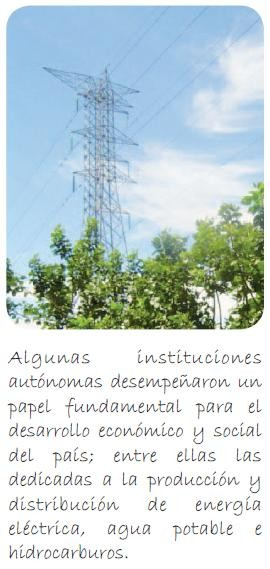 Algunas instituciones
autónomas desempeñaron un
papel fundamental para el
desarrollo económico y social
del país; entre ellas las
dedicadas a la producción y
distribución de energía
eléctrica, agua potable e
hidrocarburos.